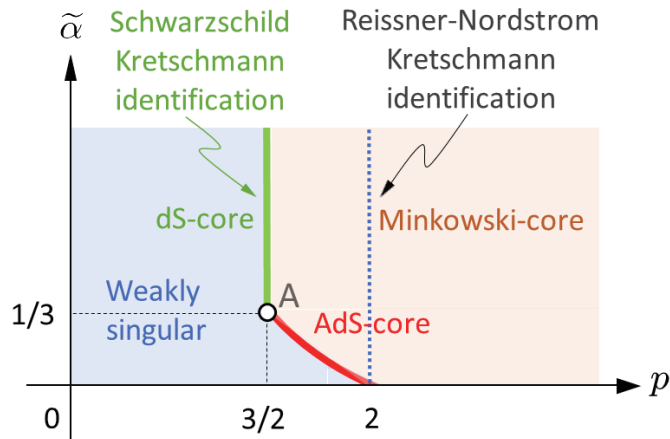 α̃
Schwarzschild
Kretschmann
identification
Reissner-Nordstrom
Kretschmann
identification
dS-core
Minkowski-core
Weakly
singular
A
AdS-core
1/3
p
0
3/2
2